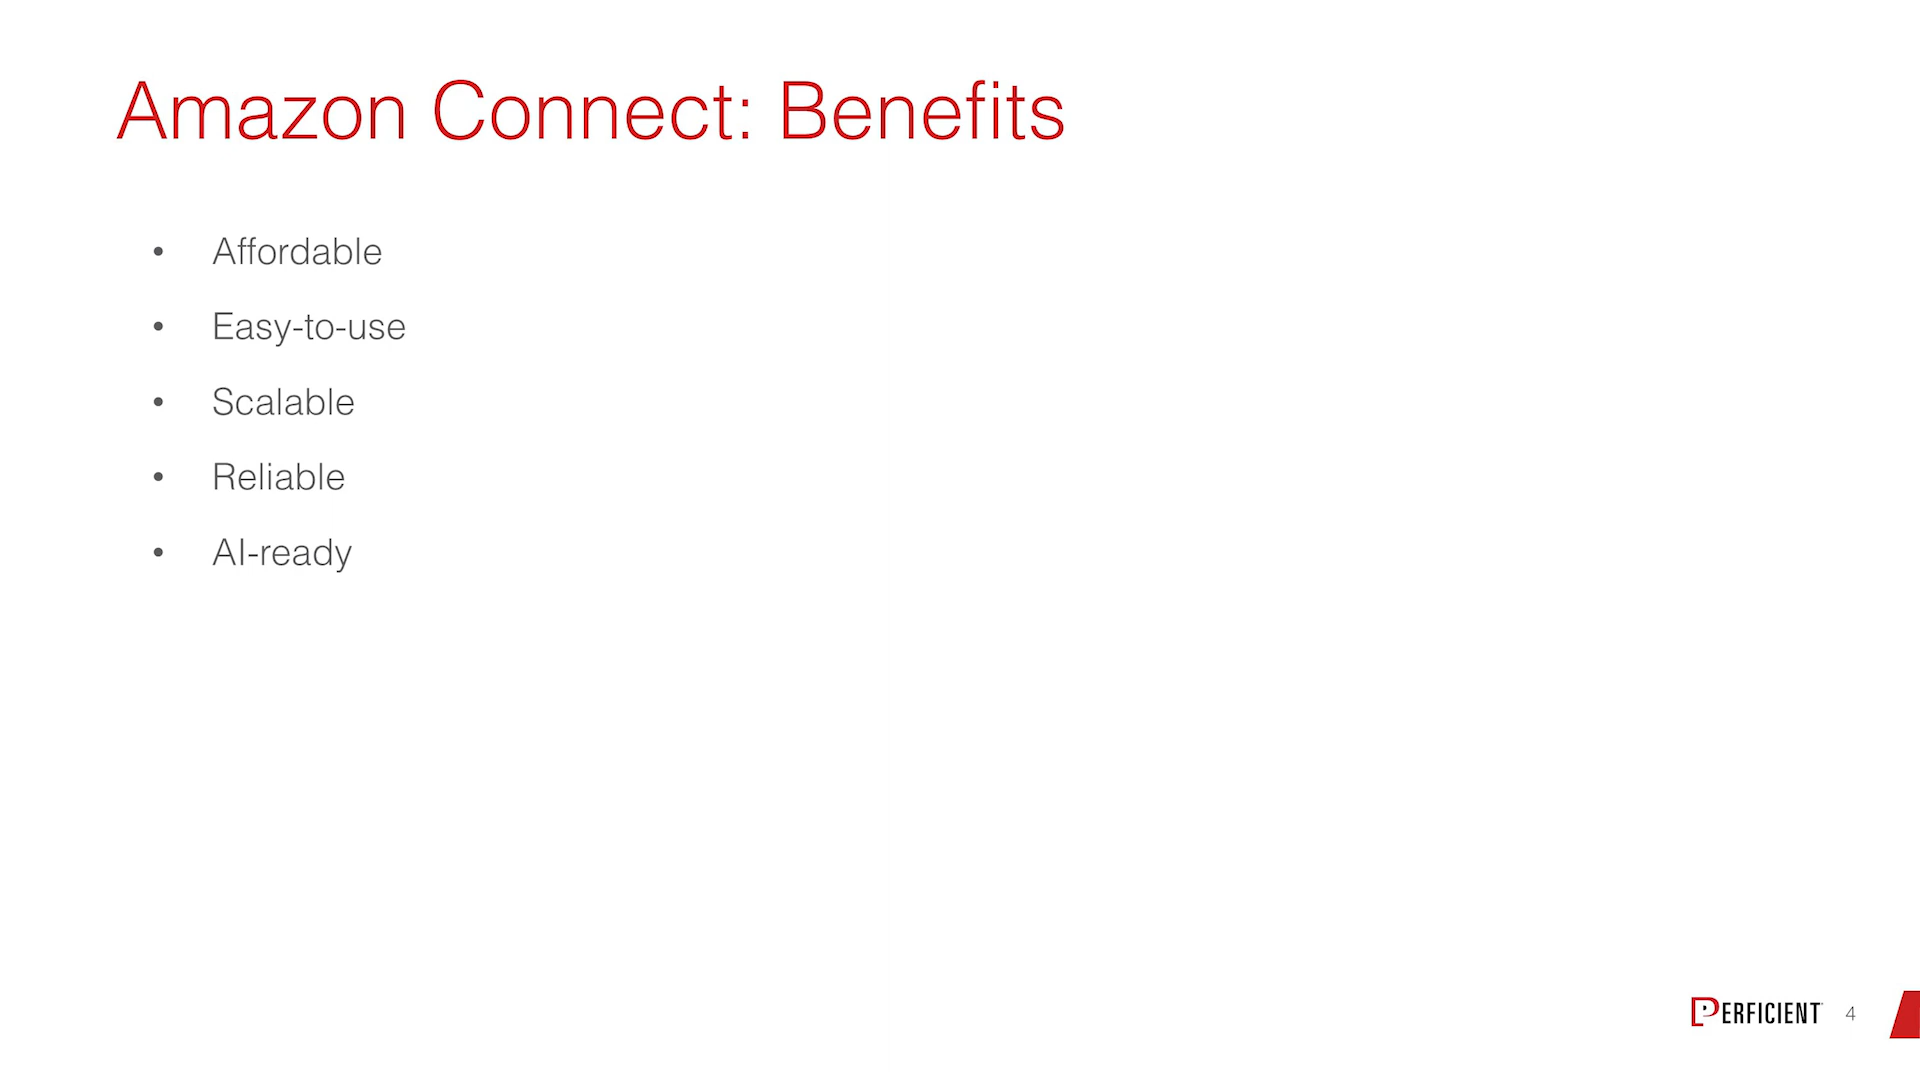 Amazon Connect: Benefits
• Affordable
• Easy-to-use
• Scalable
• Reliable
• AI-ready
PERFICIENT 4